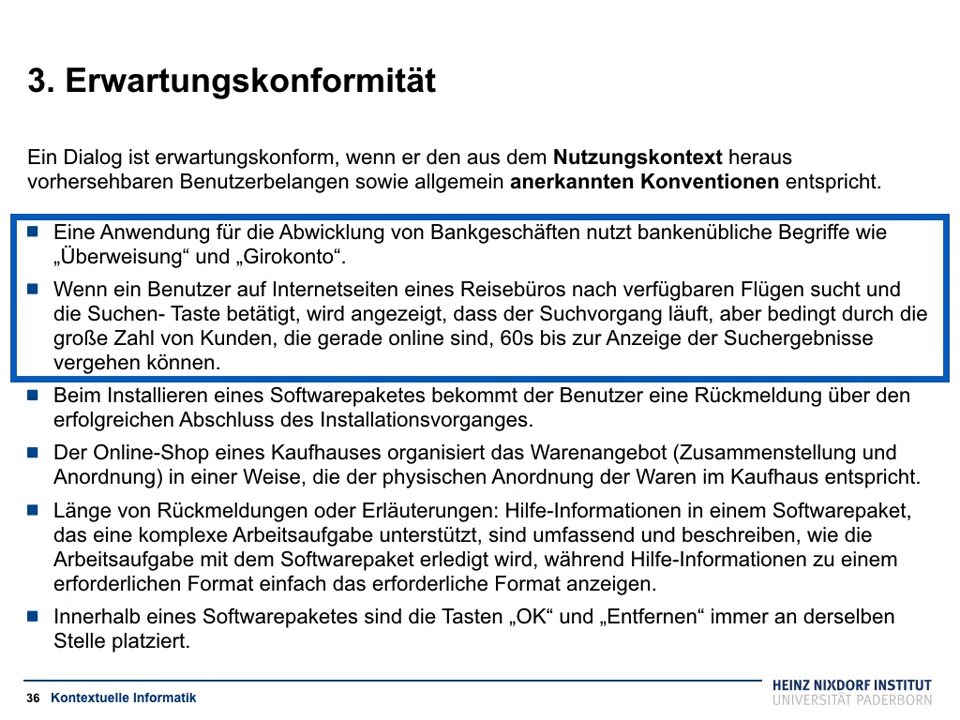 3. Erwartungskonformität
Ein Dialog ist erwartungskonform, wenn er den aus dem Nutzungskontext heraus
vorhersehbaren Benutzerbelangen sowie allgemein anerkannten Konventionen entspricht.
Eine Anwendung für die Abwicklung von Bankgeschäften nutzt bankenübliche Begriffe wie
„Überweisung“ und „Girokonto“.
Wenn ein Benutzer auf Internetseiten eines Reisebüros nach verfügbaren Flügen sucht und
die Suchen- Taste betätigt, wird angezeigt, dass der Suchvorgang läuft, aber bedingt durch die
große Zahl von Kunden, die gerade online sind, 60s bis zur Anzeige der Suchergebnisse
vergehen können.
Beim Installieren eines Softwarepaketes bekommt der Benutzer eine Rückmeldung über den
erfolgreichen Abschluss des Installationsvorganges.
Der Online-Shop eines Kaufhauses organisiert das Warenangebot (Zusammenstellung und
Anordnung) in einer Weise, die der physischen Anordnung der Waren im Kaufhaus entspricht.
Länge von Rückmeldungen oder Erläuterungen: Hilfe-Informationen in einem Softwarepaket,
das eine komplexe Arbeitsaufgabe unterstützt, sind umfassend und beschreiben, wie die
Arbeitsaufgabe mit dem Softwarepaket erledigt wird, während Hilfe-Informationen zu einem
erforderlichen Format einfach das erforderliche Format anzeigen.
Innerhalb eines Softwarepaketes sind die Tasten „OK“ und „Entfernen“ immer an derselben
Stelle platziert.
36 Kontextuelle Informatik
HEINZ NIXDORF INSTITUT
UNIVERSITÄT PADERBORN